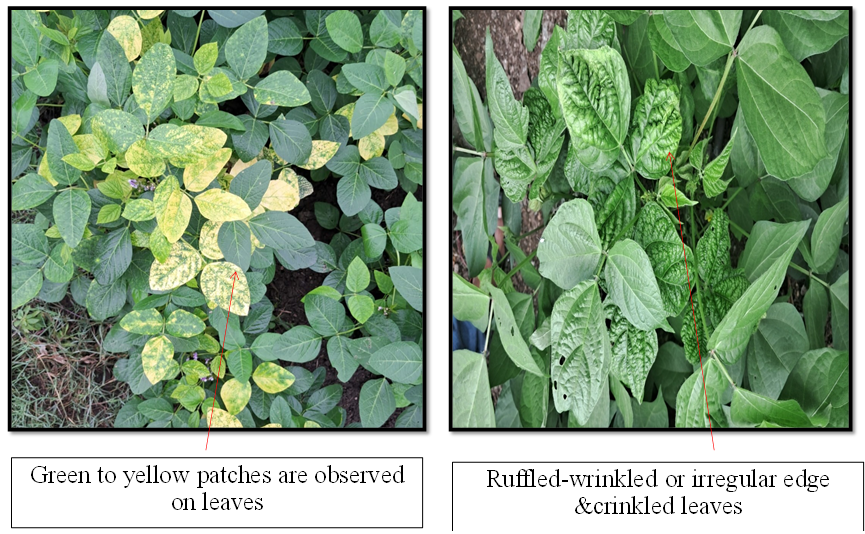 Green to yellow patches are observed
on leaves
Ruffled-wrinkled or irregular edge
&crinkled leaves